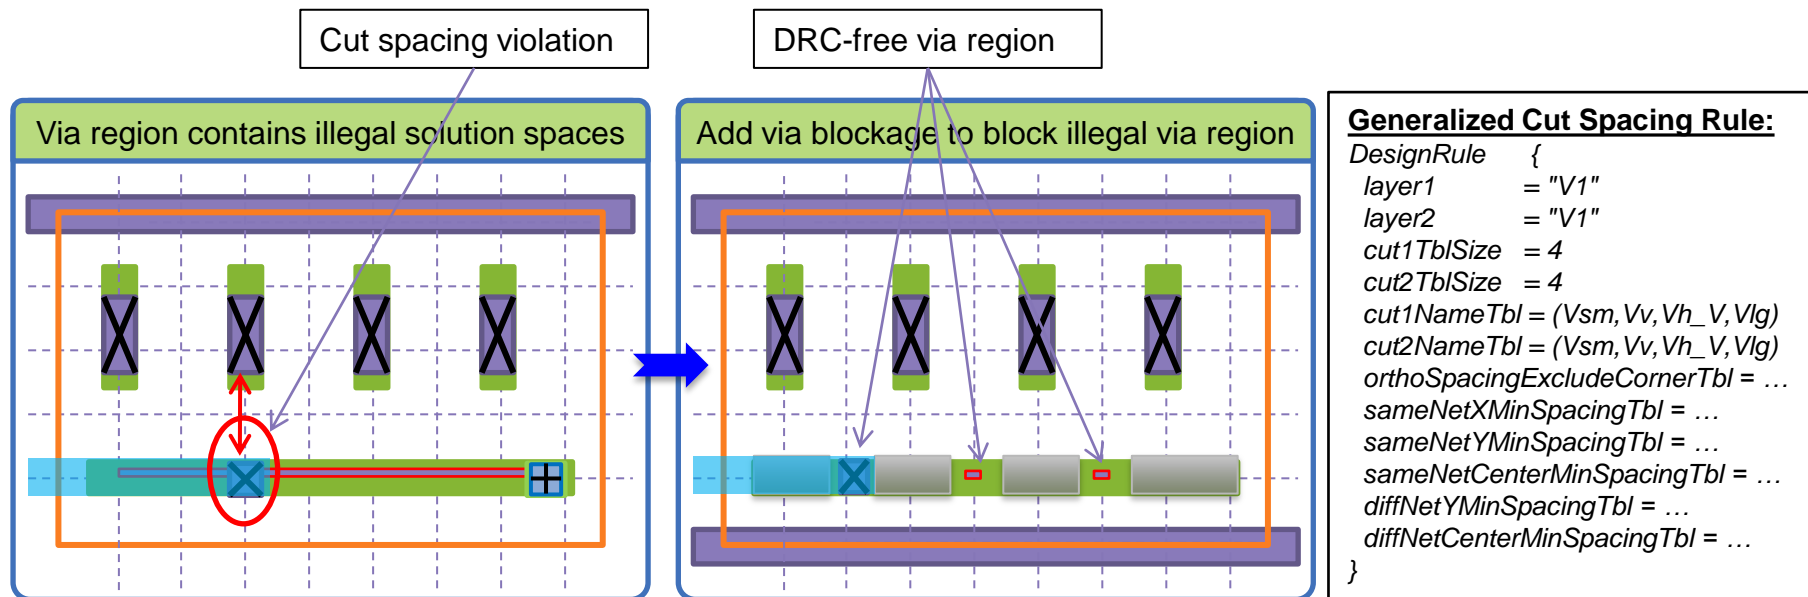 Cut spacing violation
DRC-free via region
Via region contains illegal solution spaces
Add via blockage to block illegal via region
Generalized Cut Spacing Rule:
DesignRule {
layer1 = "V1"
layer2 = "V1"
cut1TblSize = 4
cut2TblSize = 4
cut1NameTbl = (Vsm,Vv,Vh_V,Vlg)
cut2NameTbl = (Vsm,Vv,Vh_V,Vlg)
orthoSpacingExcludeCornerTbl = …
sameNetXMinSpacingTbl = …
sameNetYMinSpacingTbl = …
sameNetCenterMinSpacingTbl = …
diffNetYMinSpacingTbl = …
diffNetCenterMinSpacingTbl = …
}